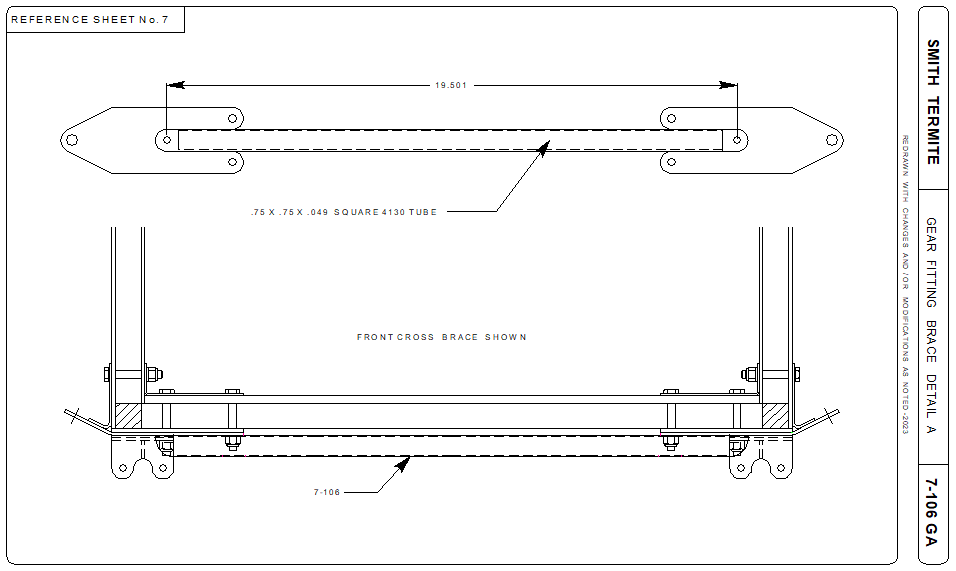 REFERENCE SHEET No. 7
19.501
.75 X .75 X .049 SQUARE 4130 TUBE
FRONT CROSS BRACE SHOWN
7-106
REDRAWN WITH CHANGES AND/OR MODIFICATIONS AS NOTED-2023
SMITH TERMITE
GEAR FITTING BRACE DETAIL A
7-106 GA